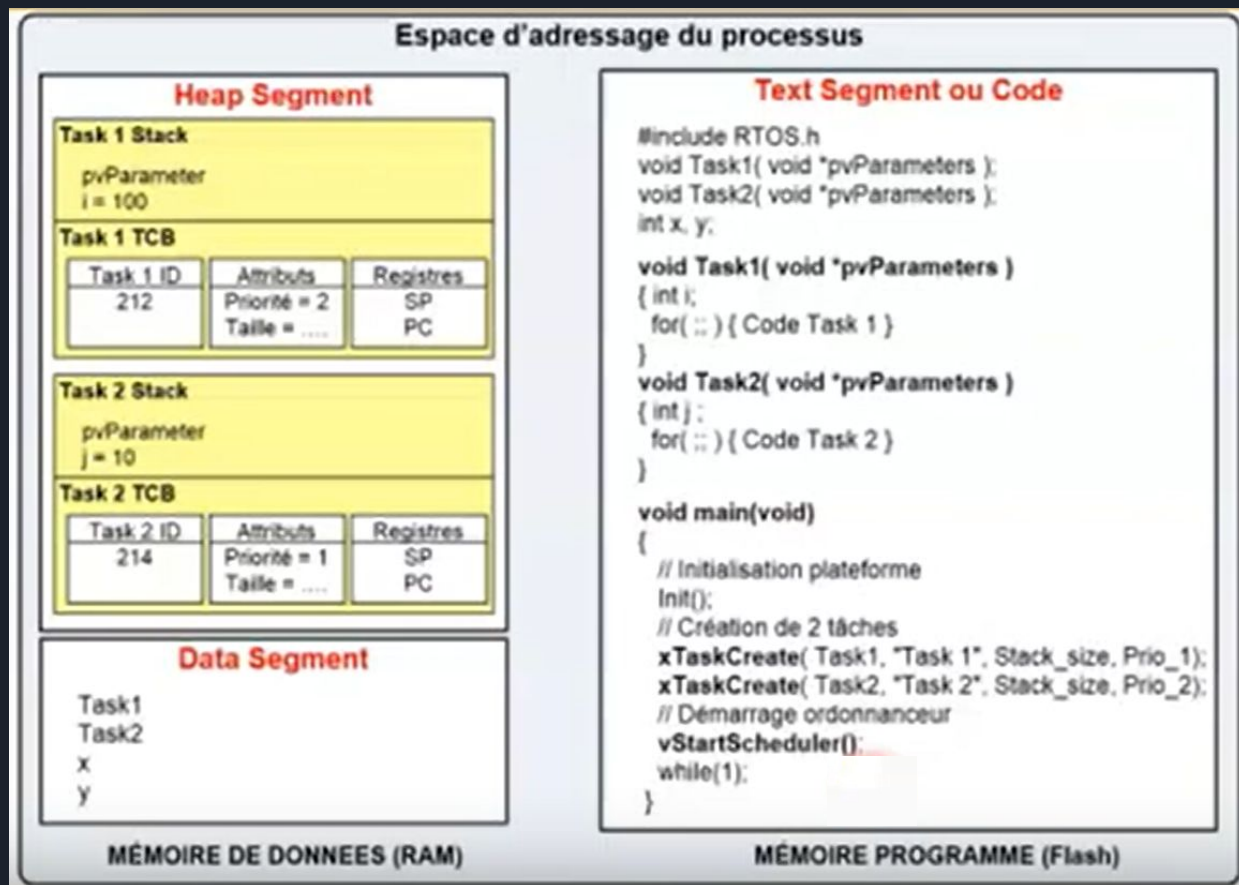 Espace d'adressage du processus
Heap Segment
Task 1 Stack
pvParameter
i = 100
Task 1 TCB
Task 1 ID Attributs Registres
212 Priorité = 2 SP
Taille = .... PC
Task 2 Stack
pvParameter
j = 10
Task 2 TCB
Task 2 ID Attributs Registres
214 Priorité = 1 SP
Taille = .... PC
Data Segment
Task1
Task2
x
y
MÉMOIRE DE DONNEES (RAM)
Text Segment ou Code
#include RTOS.h
void Task1( void *pvParameters );
void Task2( void *pvParameters );
int x, y;
void Task1( void *pvParameters )
{ int i;
for( ;; ) { Code Task 1 }
}
void Task2( void *pvParameters )
{ int j ;
for( ;; ) { Code Task 2 }
}
void main(void)
{
// Initialisation plateforme
Init();
// Création de 2 tâches
xTaskCreate( Task1, "Task 1", Stack_size, Prio_1);
xTaskCreate( Task2, "Task 2", Stack_size, Prio_2);
// Démarrage ordonnanceur
vStartScheduler();
while(1);
}
MÉMOIRE PROGRAMME (Flash)